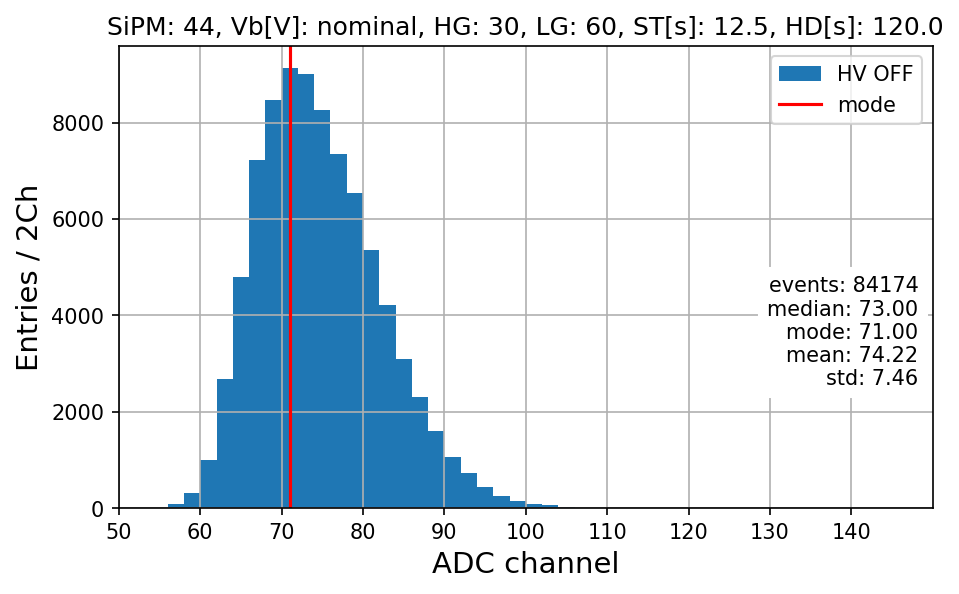 SiPM: 44, Vb[V]: nominal, HG: 30, LG: 60, ST[s]: 12.5, HD[s]: 120.0
HV OFF
mode
8000
6000
4000
2000
0
Entries / 2Ch
events: 84174
median: 73.00
mode: 71.00
mean: 74.22
std: 7.46
50 60 70 80 90 100 110 120 130 140
ADC channel